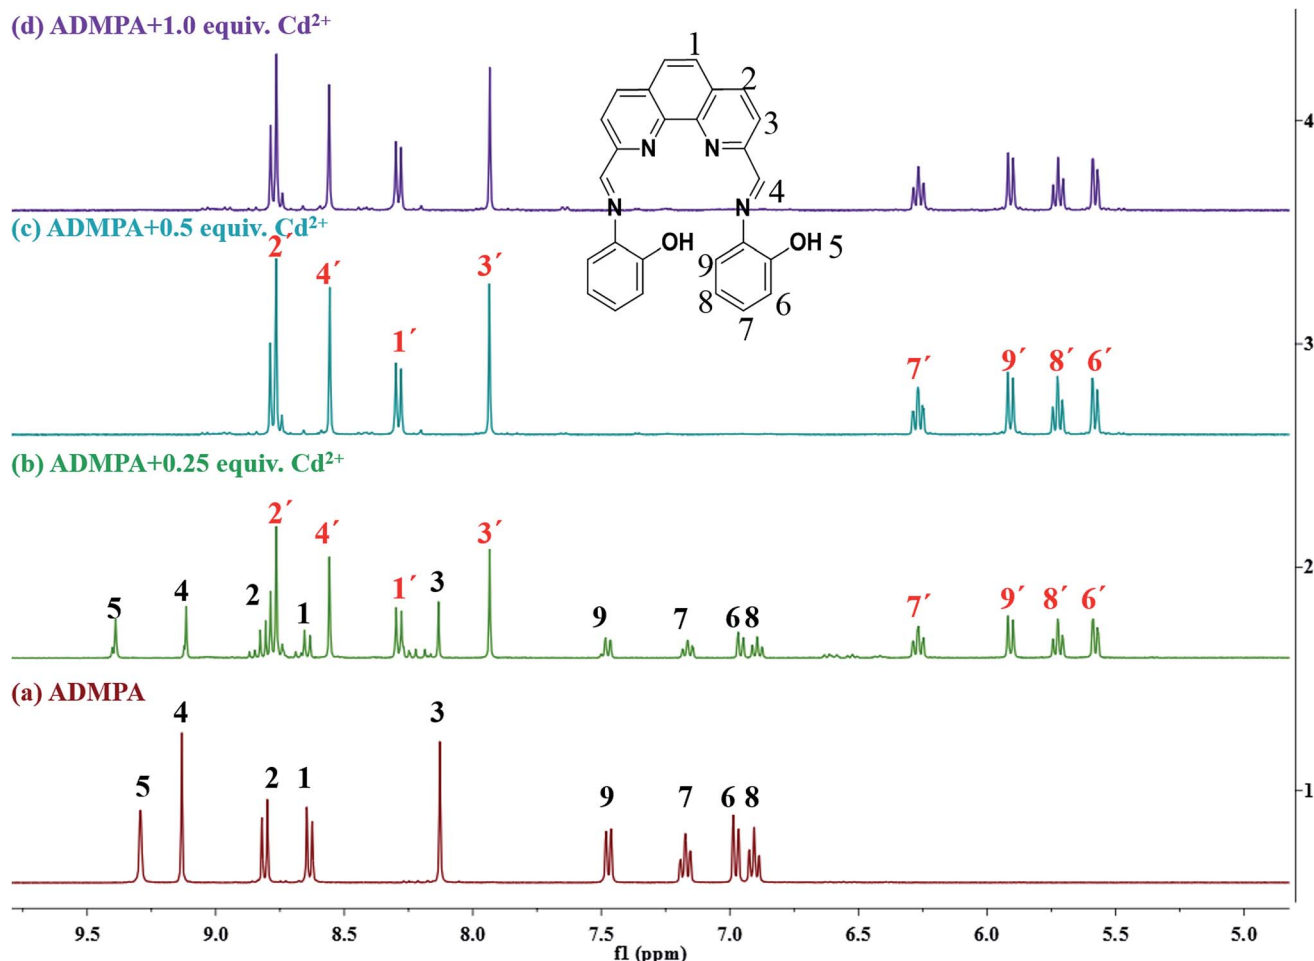 (d) ADMPA+1.0 equiv. Cd²⁺
1
2
3
N N
4
N N
OH OH 5
9
8 6
7
4
(c) ADMPA+0.5 equiv. Cd²⁺
2´ 4´ 1´ 3´ 7´ 9´ 8´ 6´
3
(b) ADMPA+0.25 equiv. Cd²⁺
5 4 2 2´ 1 4´ 1´ 3 3´ 9 7 6 8 7´ 9´ 8´ 6´
2
(a) ADMPA
5 4 2 1 3 9 7 6 8
1
9.5 9.0 8.5 8.0 7.5 7.0 6.5 6.0 5.5 5.0
f1 (ppm)